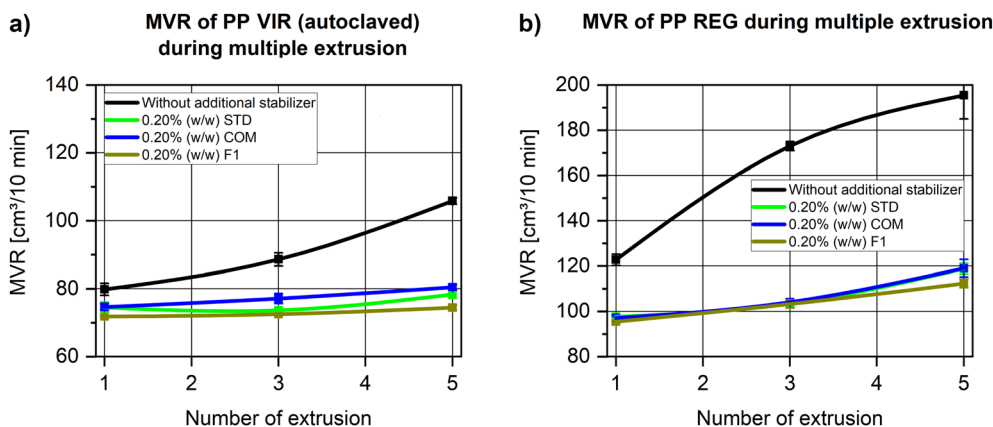 a)
MVR of PP VIR (autoclaved)
during multiple extrusion
140
120
100
80
60
MVR [cm³/10 min]
Without additional stabilizer
0.20% (w/w) STD
0.20% (w/w) COM
0.20% (w/w) F1
1
2
3
4
5
Number of extrusion
b)
MVR of PP REG during multiple extrusion
200
180
160
140
120
100
80
MVR [cm³/10 min]
Without additional stabilizer
0.20% (w/w) STD
0.20% (w/w) COM
0.20% (w/w) F1
1
2
3
4
5
Number of extrusion